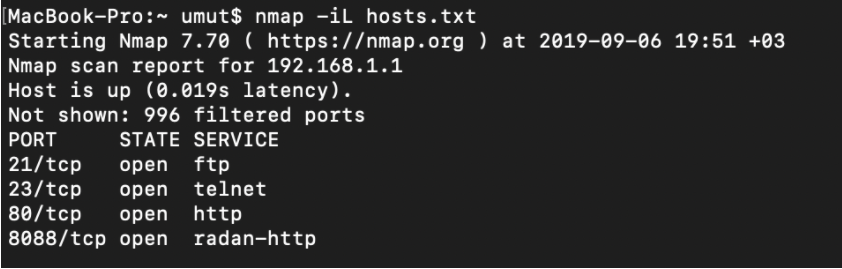 [MacBook-Pro:~ umut$ nmap -iL hosts.txt
Starting Nmap 7.70 ( https://nmap.org ) at 2019-09-06 19:51 +03
Nmap scan report for 192.168.1.1
Host is up (0.019s latency).
Not shown: 996 filtered ports
PORT     STATE SERVICE
21/tcp   open  ftp
23/tcp   open  telnet
80/tcp   open  http
8088/tcp open  radan-http